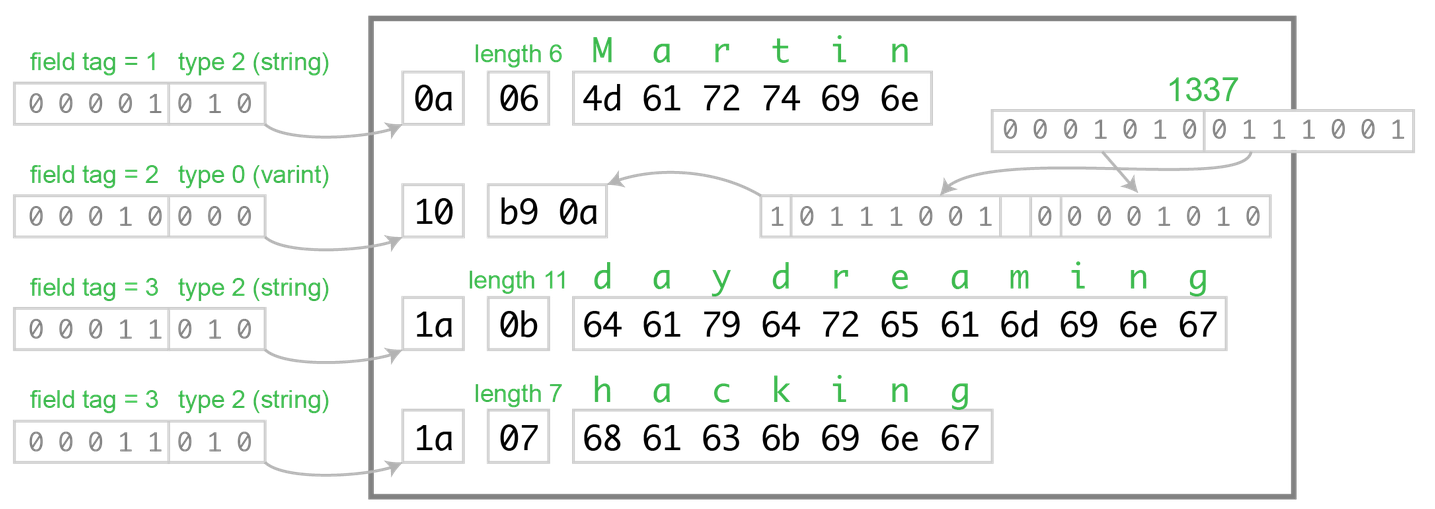 field tag = 1 type 2 (string) length 6 M a r t i n
0 0 0 0 1 0 1 0 0a 06 4d 61 72 74 69 6e
1337
0 0 0 1 0 1 0 0 1 1 1 0 0 1
field tag = 2 type 0 (varint)
0 0 0 1 0 0 0 0 10 b9 0a 1 0 1 1 1 0 0 1 0 0 0 0 1 0 1 0
field tag = 3 type 2 (string) length 11 d a y d r e a m i n g
0 0 0 1 1 0 1 0 1a 0b 64 61 79 64 72 65 61 6d 69 6e 67
field tag = 3 type 2 (string) length 7 h a c k i n g
0 0 0 1 1 0 1 0 1a 07 68 61 63 6b 69 6e 67